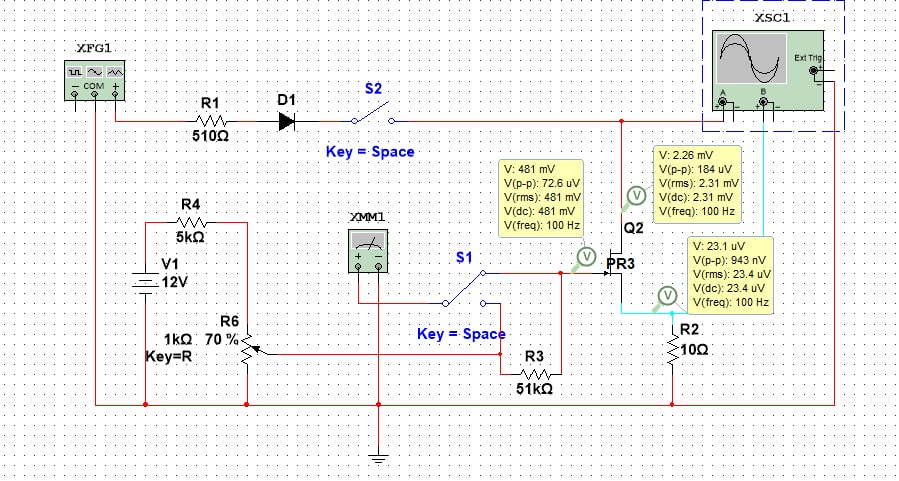 XSC1
Ext Trig
+
−
A
B
+
−
+
−
XFG1
−
COM
+
R1
510Ω
D1
S2
Key = Space
V: 481 mV
V(p-p): 72.6 uV
V(rms): 481 mV
V(dc): 481 mV
V(freq): 100 Hz
V: 2.26 mV
V(p-p): 184 uV
V(rms): 2.31 mV
V(dc): 2.31 mV
V(freq): 100 Hz
V
V
Q2
PR3
R4
5kΩ
XMM1
+
−
V1
12V
S1
Key = Space
V: 23.1 uV
V(p-p): 943 nV
V(rms): 23.4 uV
V(dc): 23.4 uV
V(freq): 100 Hz
V
R6
1kΩ 70 %
Key=R
R3
51kΩ
R2
10Ω